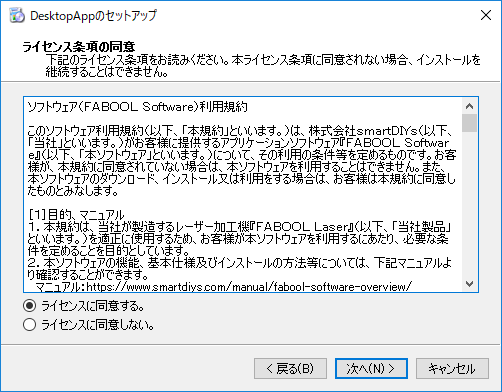 DesktopAppのセットアップ
ライセンス条項の同意
下記のライセンス条項をお読みください。本ライセンス条項に同意されない場合、インストールを
継続することはできません。
ソフトウェア（FABOOL Software）利用規約
このソフトウェア利用規約（以下、「本規約」といいます。）は、株式会社smartDIYs（以下、
「当社」といいます。）がお客様に提供するアプリケーションソフトウェア『FABOOL Softwar
e』（以下、「本ソフトウェア」といいます。）について、その利用の条件等を定めるものです。お客
様が、本規約に同意されていない場合は、本ソフトウェアを利用することはできません。また、
本ソフトウェアのダウンロード、インストール又は利用をする場合は、お客様は本規約に同意し
たものとみなします。
[1]目的、マニュアル
１．本規約は、当社が製造するレーザー加工機『FABOOL Laser』（以下、「当社製品」
といいます。）を適正に使用するため、お客様が本ソフトウェアを利用するにあたり、必要な条
件を定めることを目的としています。
２．本ソフトウェアの機能、基本仕様及びインストールの方法等については、下記マニュアルよ
り確認することができます。
マニュアル：https://www.smartdiys.com/manual/fabool-software-overview/
ライセンスに同意する。
ライセンスに同意しない。
< 戻る(B)
次へ(N) >
キャンセル